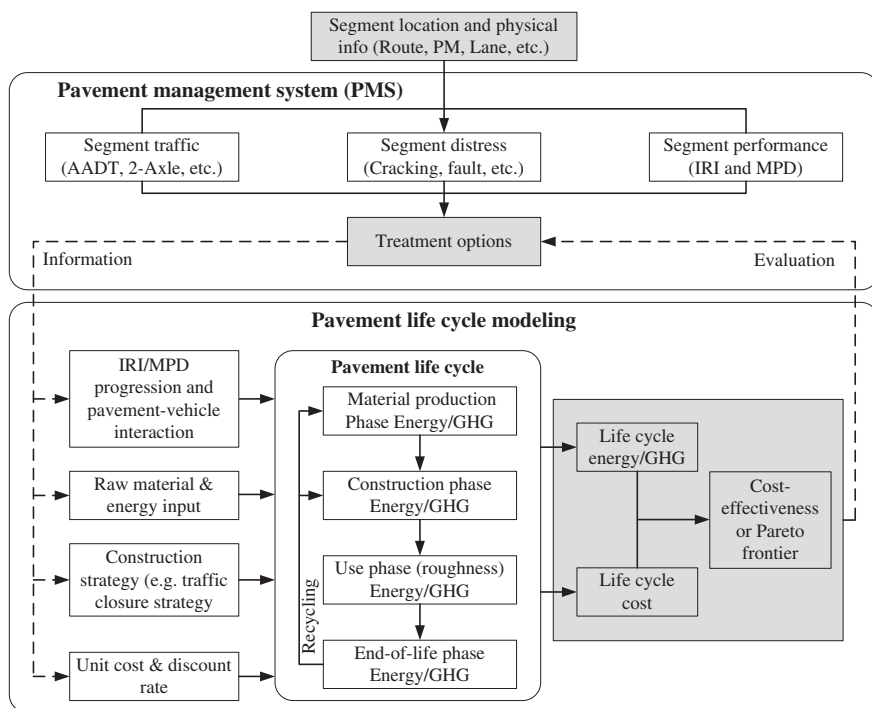 Segment location and physical
info (Route, PM, Lane, etc.)
Pavement management system (PMS)
Segment traffic
(AADT, 2-Axle, etc.)
Segment distress
(Cracking, fault, etc.)
Segment performance
(IRI and MPD)
Treatment options
Information
Evaluation
Pavement life cycle modeling
IRI/MPD
progression and
pavement-vehicle
interaction
Raw material &
energy input
Construction
strategy (e.g. traffic
closure strategy
Unit cost & discount
rate
Pavement life cycle
Material production
Phase Energy/GHG
Construction phase
Energy/GHG
Use phase (roughness)
Energy/GHG
End-of-life phase
Energy/GHG
Recycling
Life cycle
energy/GHG
Life cycle
cost
Cost-
effectiveness
or Pareto
frontier